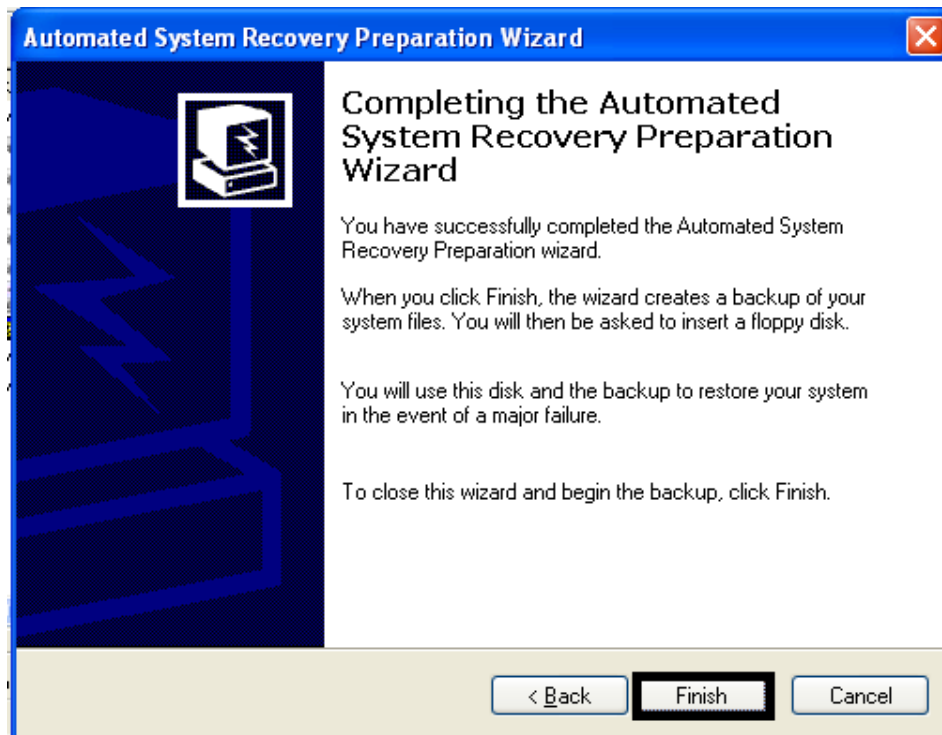 Automated System Recovery Preparation Wizard
Completing the Automated
System Recovery Preparation
Wizard
You have successfully completed the Automated System
Recovery Preparation wizard.
When you click Finish, the wizard creates a backup of your
system files. You will then be asked to insert a floppy disk.
You will use this disk and the backup to restore your system
in the event of a major failure.
To close this wizard and begin the backup, click Finish.
< Back Finish Cancel